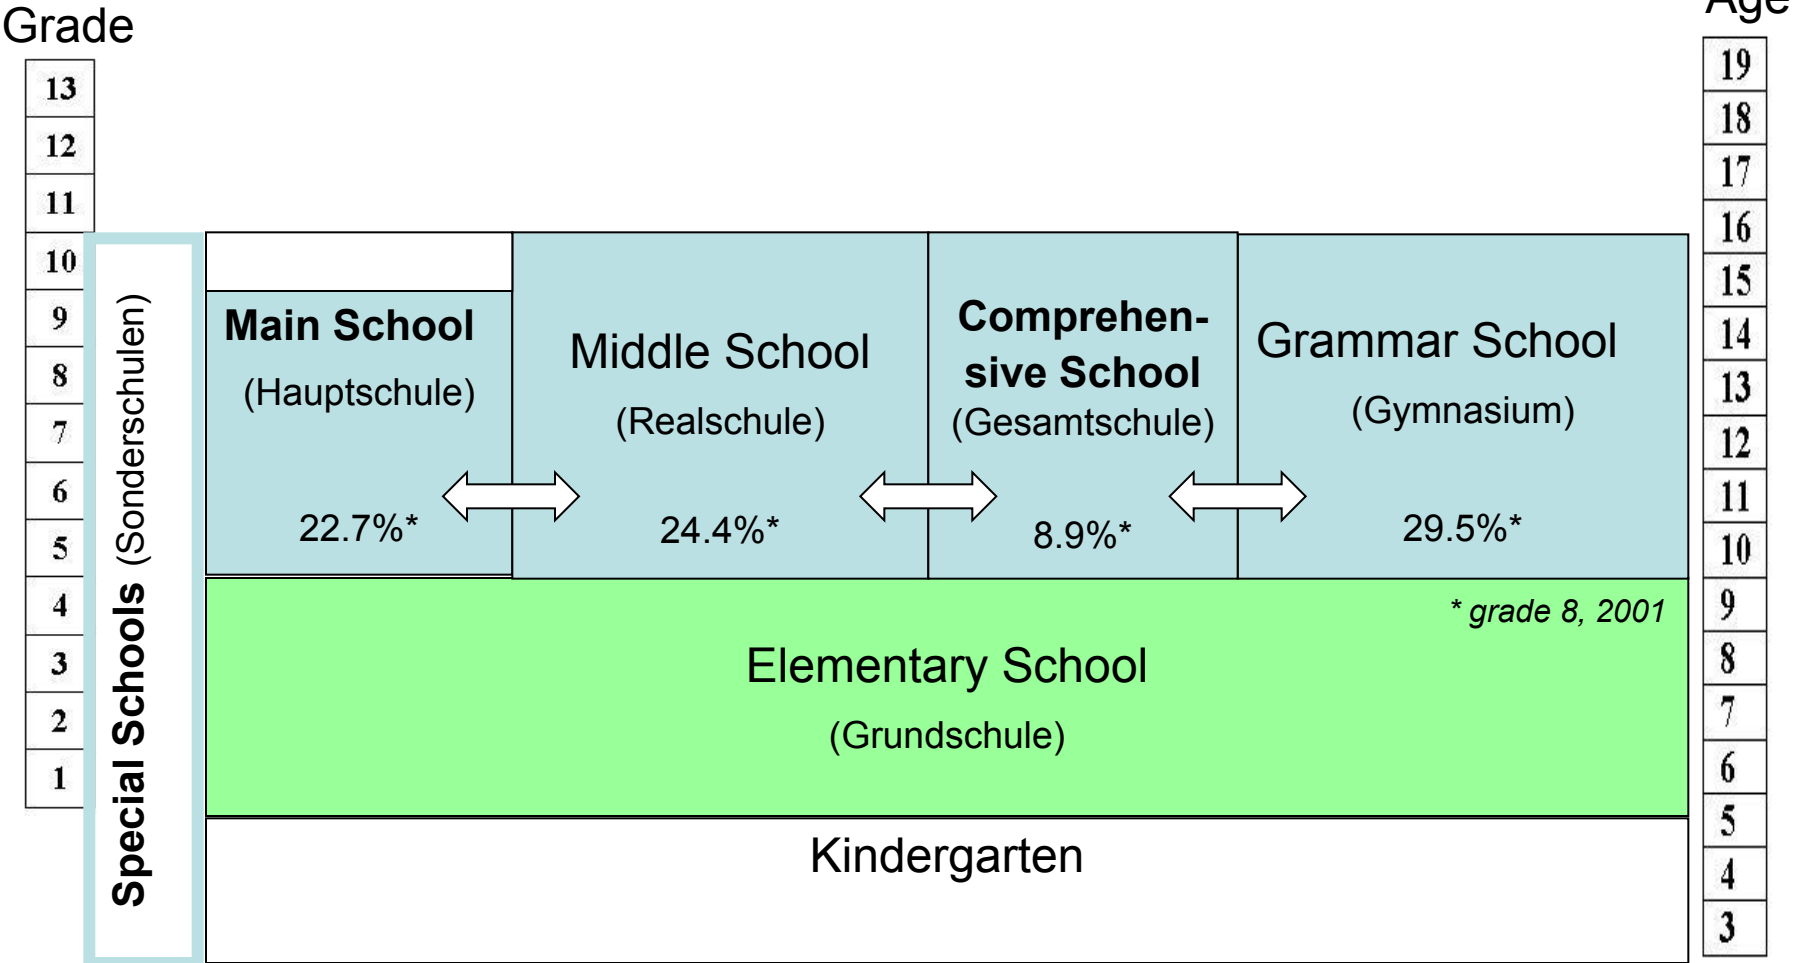 Grade
Age
13
12
11
10
9
8
7
6
5
4
3
2
1
Special Schools (Sonderschulen)
Main School
(Hauptschule)
22.7%*
Middle School
(Realschule)
24.4%*
Comprehen-
sive School
(Gesamtschule)
8.9%*
Grammar School
(Gymnasium)
29.5%*
* grade 8, 2001
Elementary School
(Grundschule)
Kindergarten
19
18
17
16
15
14
13
12
11
10
9
8
7
6
5
4
3